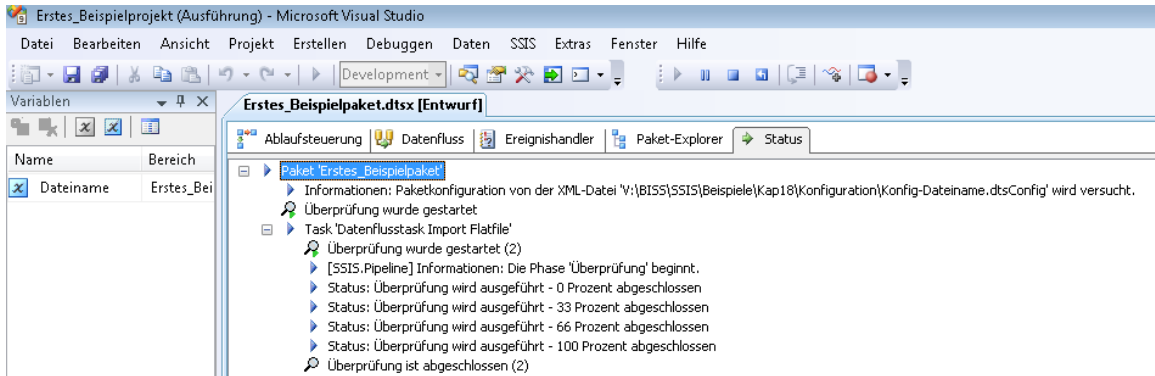 Erstes_Beispielprojekt (Ausführung) - Microsoft Visual Studio
Datei Bearbeiten Ansicht Projekt Erstellen Debuggen Daten SSIS Extras Fenster Hilfe
Development
Variablen
Name Bereich
Dateiname Erstes_Bei
Erstes_Beispielpaket.dtsx [Entwurf]
Ablaufsteuerung Datenfluss Ereignishandler Paket-Explorer Status
Paket 'Erstes_Beispielpaket'
Informationen: Paketkonfiguration von der XML-Datei 'V:\BISS\SSIS\Beispiele\Kap18\Konfiguration\Konfig-Dateiname.dtsConfig' wird versucht.
Überprüfung wurde gestartet
Task 'Datenflusstask Import Flatfile'
Überprüfung wurde gestartet (2)
[SSIS.Pipeline] Informationen: Die Phase 'Überprüfung' beginnt.
Status: Überprüfung wird ausgeführt - 0 Prozent abgeschlossen
Status: Überprüfung wird ausgeführt - 33 Prozent abgeschlossen
Status: Überprüfung wird ausgeführt - 66 Prozent abgeschlossen
Status: Überprüfung wird ausgeführt - 100 Prozent abgeschlossen
Überprüfung ist abgeschlossen (2)